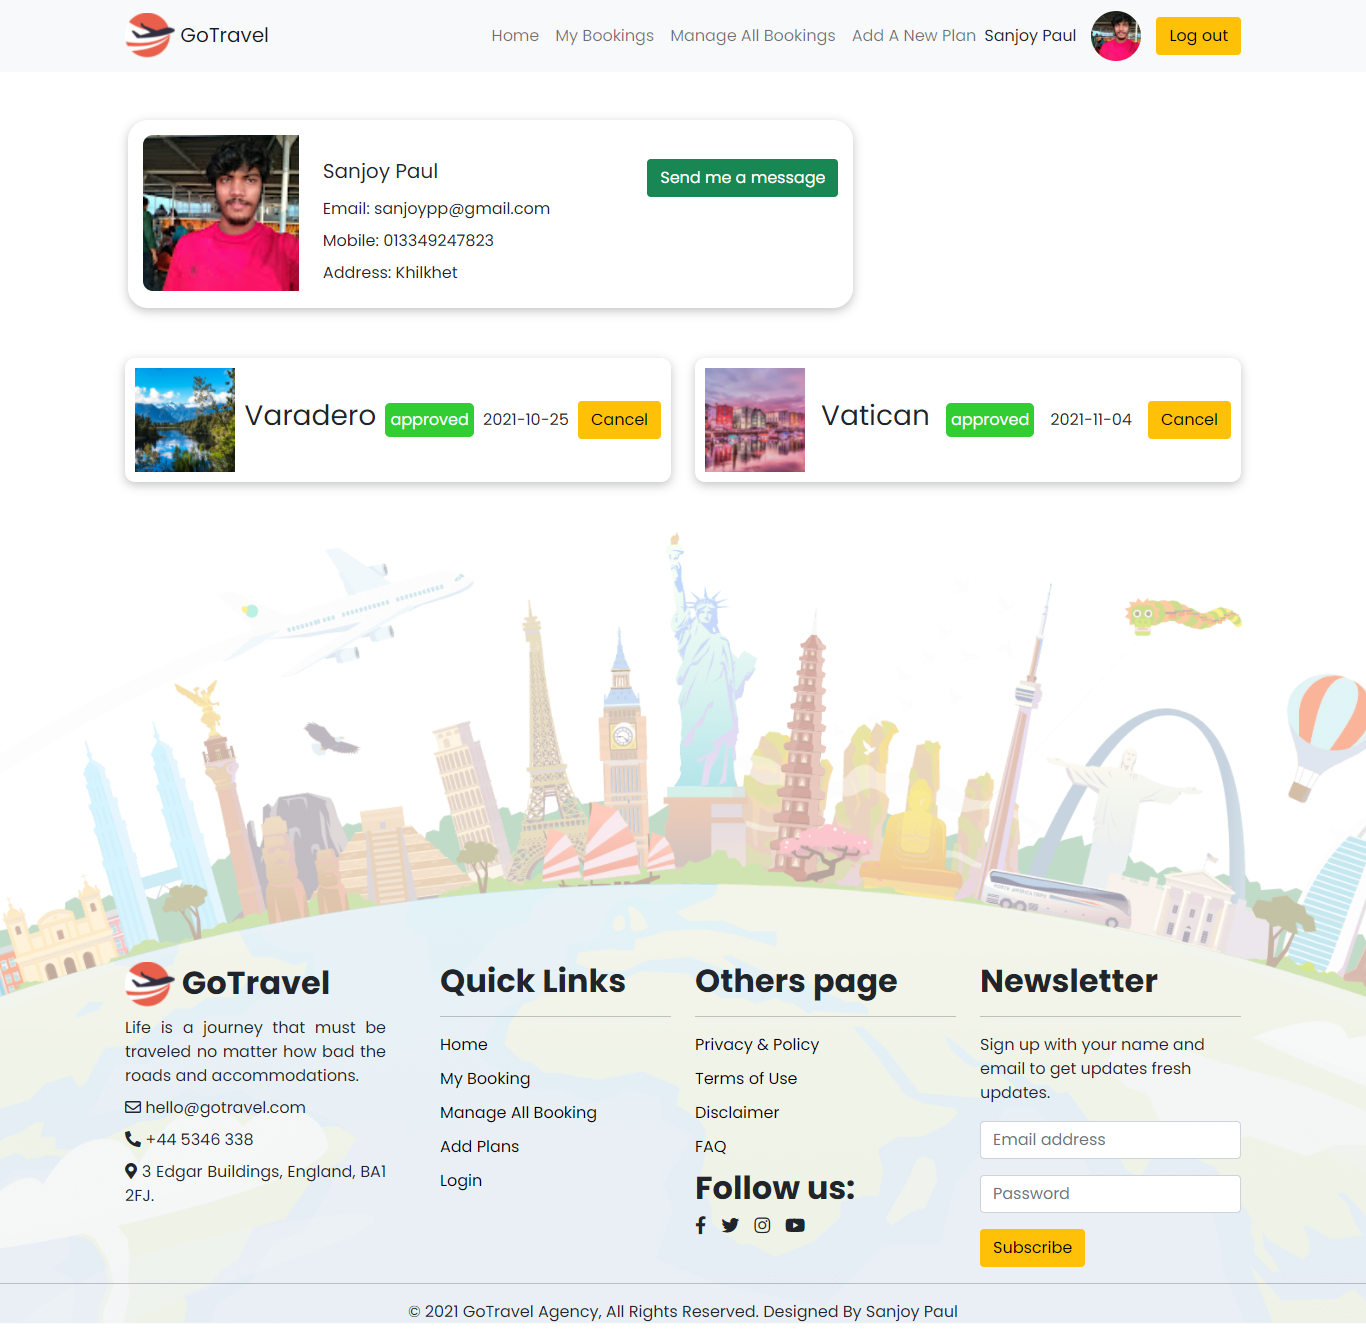 GoTravel
Home My Bookings Manage All Bookings Add A New Plan Sanjoy Paul Log out
Sanjoy Paul
Send me a message
Email: sanjoypp@gmail.com
Mobile: 013349247823
Address: Khilkhet
Varadero approved 2021-10-25 Cancel
Vatican approved 2021-11-04 Cancel
GoTravel
Life is a journey that must be
traveled no matter how bad the
roads and accommodations.
hello@gotravel.com
+44 5346 338
3 Edgar Buildings, England, BA1
2FJ.
Quick Links
Home
My Booking
Manage All Booking
Add Plans
Login
Others page
Privacy & Policy
Terms of Use
Disclaimer
FAQ
Follow us:
Newsletter
Sign up with your name and
email to get updates fresh
updates.
Email address
Password
Subscribe
© 2021 GoTravel Agency, All Rights Reserved. Designed By Sanjoy Paul